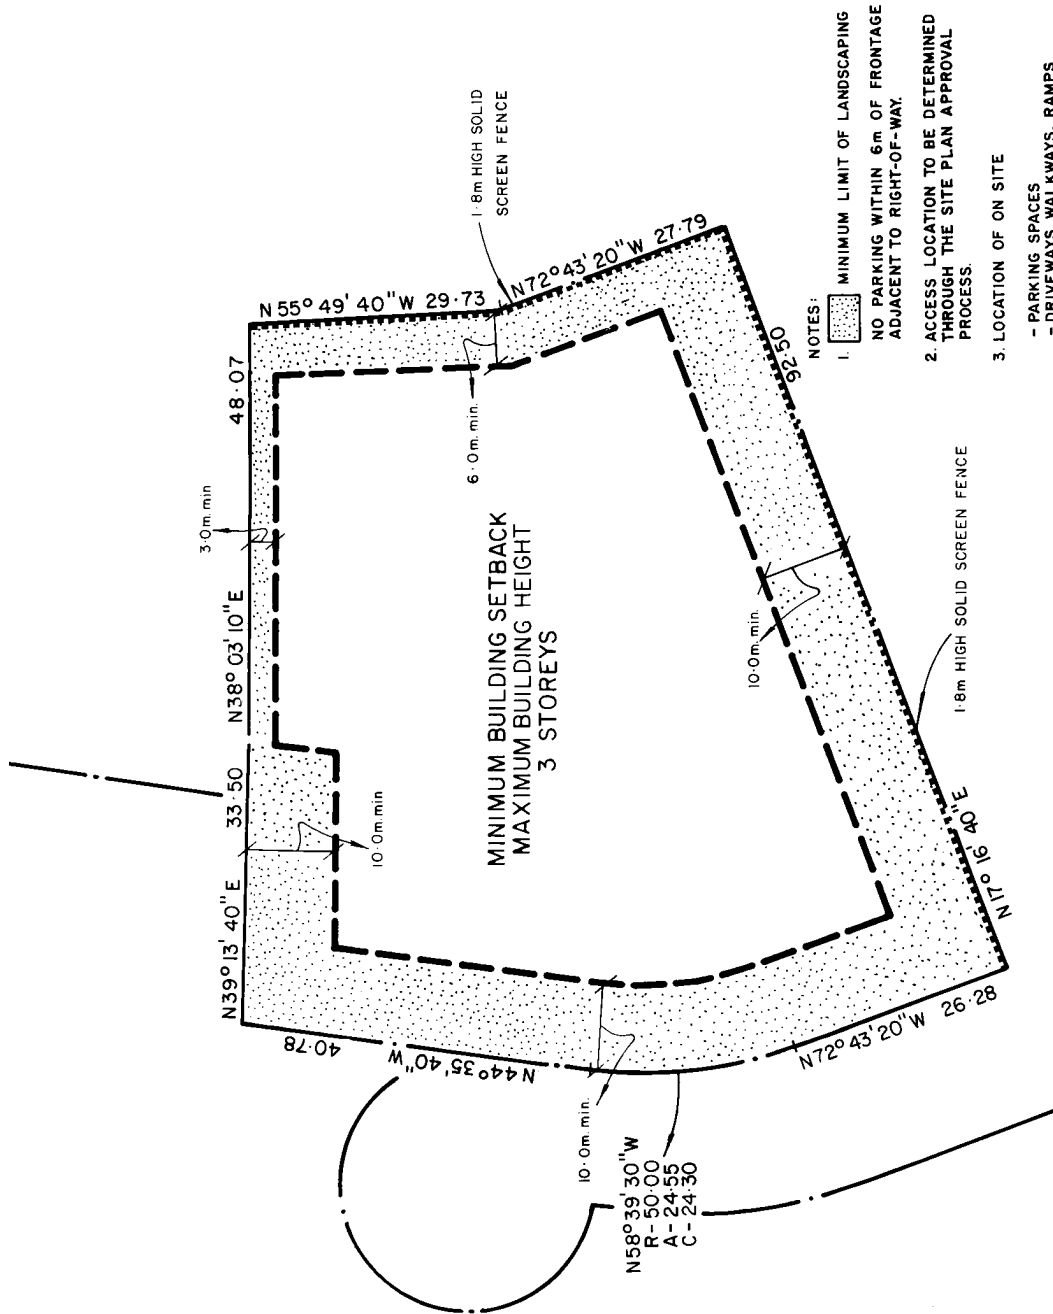 3·0m.min
48·07
N38° 03' 10"E
33·50
N39° 13' 40" E
N 55° 49' 40"W 29·73
1·8m HIGH SOLID
SCREEN FENCE
N72° 43' 20"W 27·79
6·0m.min.
10·0m.min
MINIMUM BUILDING SETBACK
MAXIMUM BUILDING HEIGHT
3 STOREYS
10·0m.min.
92·50
N 17° 16' 40"E
1·8m HIGH SOLID SCREEN FENCE
40·78
N 44° 35' 40"W
10·0m.min.
N72° 43' 20"W 26·28
N58° 39' 30"W
R- 50·00
A- 24·55
C- 24·30
NOTES:
1. MINIMUM LIMIT OF LANDSCAPING
NO PARKING WITHIN 6m OF FRONTAGE
ADJACENT TO RIGHT-OF-WAY.
2. ACCESS LOCATION TO BE DETERMINED
THROUGH THE SITE PLAN APPROVAL
PROCESS.
3. LOCATION OF ON SITE
- PARKING SPACES
- DRIVEWAYS, WALKWAYS, RAMPS